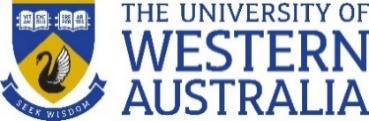 THE UNIVERSITY OF
WESTERN
AUSTRALIA
SEEK WISDOM